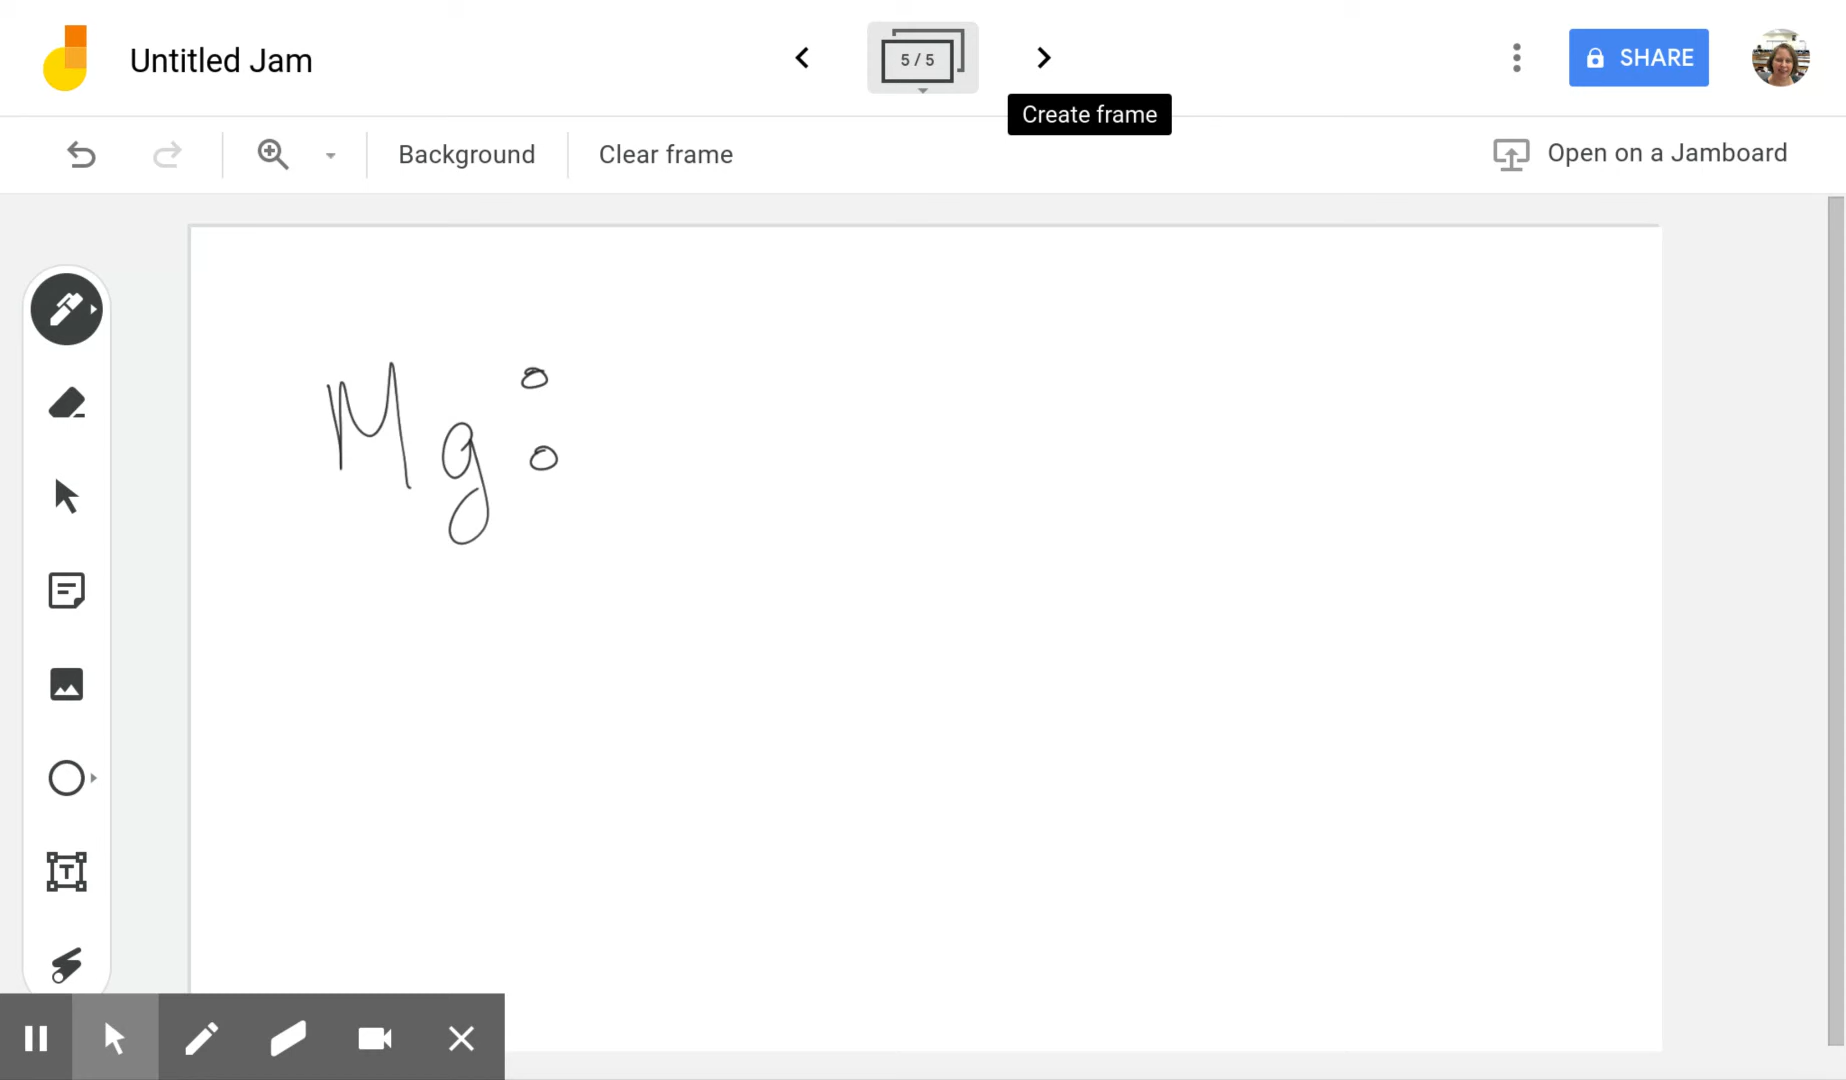 Untitled Jam
5 / 5
SHARE
Create frame
Background
Clear frame
Open on a Jamboard
Mg:
T